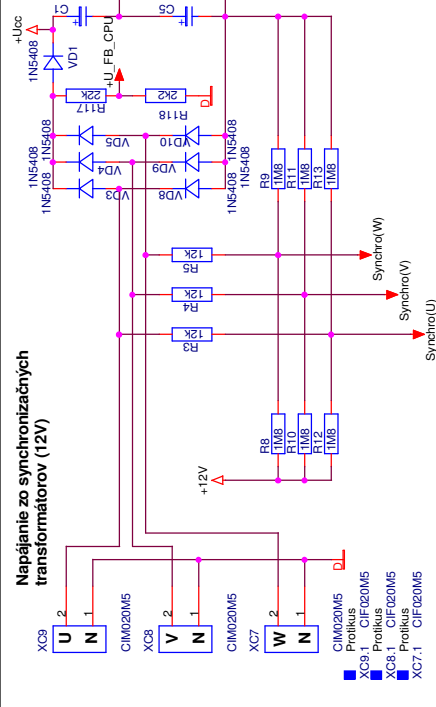 Napájanie zo synchronizačných
transformátorov (12V)
XC9
U 2
N 1
CIM020M5
XC8
V 2
N 1
CIM020M5
XC7
W 2
N 1
CIM020M5
Protikus
XC9.1 CIF020M5
Protikus
XC8.1 CIF020M5
Protikus
XC7.1 CIF020M5
D
+12V
R8
1M8
R10
1M8
R12
1M8
R3
12k
R4
12k
R5
12k
Synchro(W)
Synchro(V)
Synchro(U)
R9
1M8
R11
1M8
R13
1M8
1N5408
1N5408
1N5408
VD3
VD4
VD5
VD8
VD9
VD10
1N5408
1N5408
1N5408
R117
22k
R118
2k2
D
+U_FB_CPU
1N5408
VD1
+Ucc
C1
+
C5
+